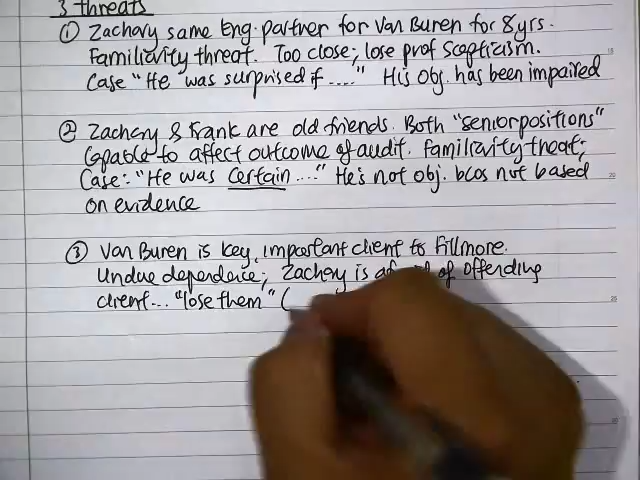 3 threats
① Zachary same Eng. partner for Van Buren for 8 yrs.
Familiarity threat. Too close; lose prof scepticism.
Case "He was surprised if ...." His obj. has been impaired
② Zachary & Frank are old friends. Both "senior positions"
Capable to affect outcome of audit. Familiarity theat;
Case: "He was certain ...." He's not obj. bcos not based
on evidence
③ Van Buren is key, important client to Fillmore.
Undue dependence; Zachary is of offending
client... "lose them" (